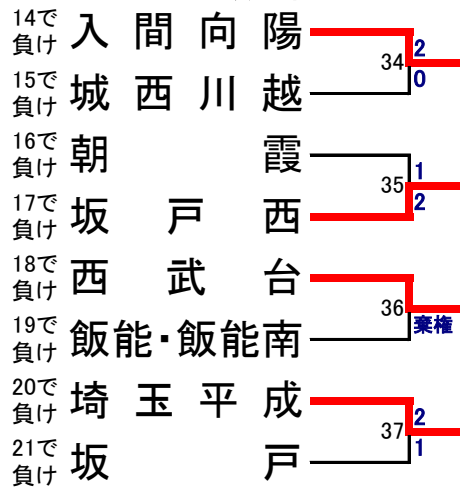 14で
負け
入間向陽
34
2
0
15で
負け
城西川越
16で
負け
朝霞
35
1
2
17で
負け
坂戸西
18で
負け
西武台
36
棄権
19で
負け
飯能・飯能南
20で
負け
埼玉平成
37
2
1
21で
負け
坂戸